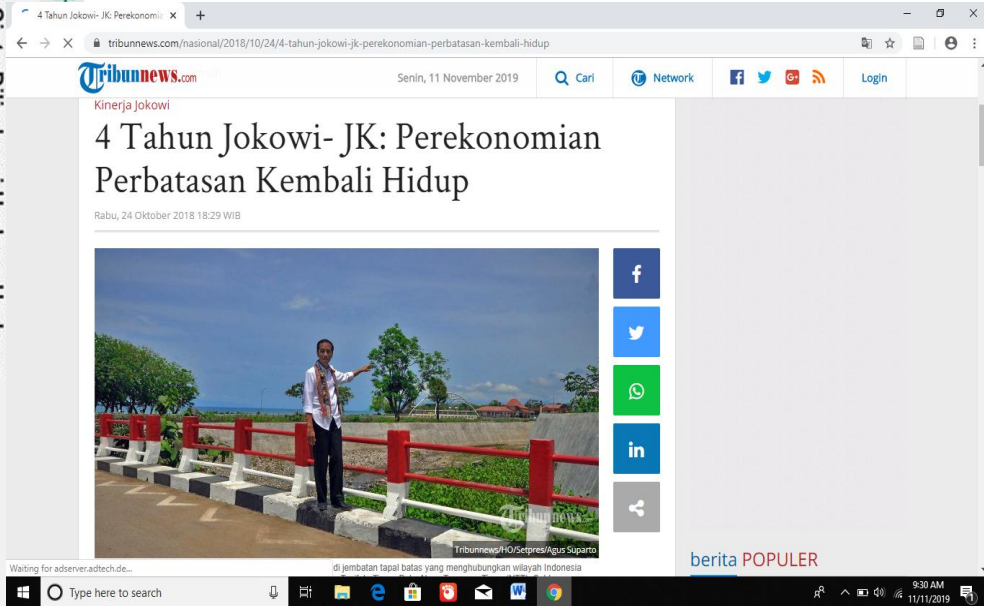 4 Tahun Jokowi- JK: Perekonomi
tribunnews.com/nasional/2018/10/24/4-tahun-jokowi-jk-perekonomian-perbatasan-kembali-hidup
Tribunnews.com
Senin, 11 November 2019
Cari
Network
Login
Kinerja Jokowi
4 Tahun Jokowi- JK: Perekonomian
Perbatasan Kembali Hidup
Rabu, 24 Oktober 2018 18:29 WIB
Tribunnews
Tribunnews/HO/Setpres/Agus Suparto
berita POPULER
di jembatan tapal batas yang menghubungkan wilayah Indonesia
Waiting for adserver.adtech.de...
Type here to search
9:30 AM
11/11/2019